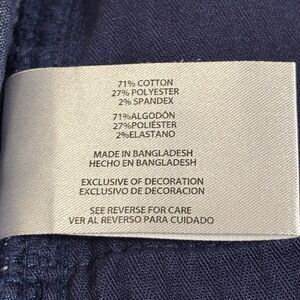 71% COTTON
27% POLYESTER
2% SPANDEX
71%ALGODÓN
27%POLIÉSTER
2%ELASTANO
MADE IN BANGLADESH
HECHO EN BANGLADESH
EXCLUSIVE OF DECORATION
EXCLUSIVO DE DECORACION
SEE REVERSE FOR CARE
VER AL REVERSO PARA CUIDADO